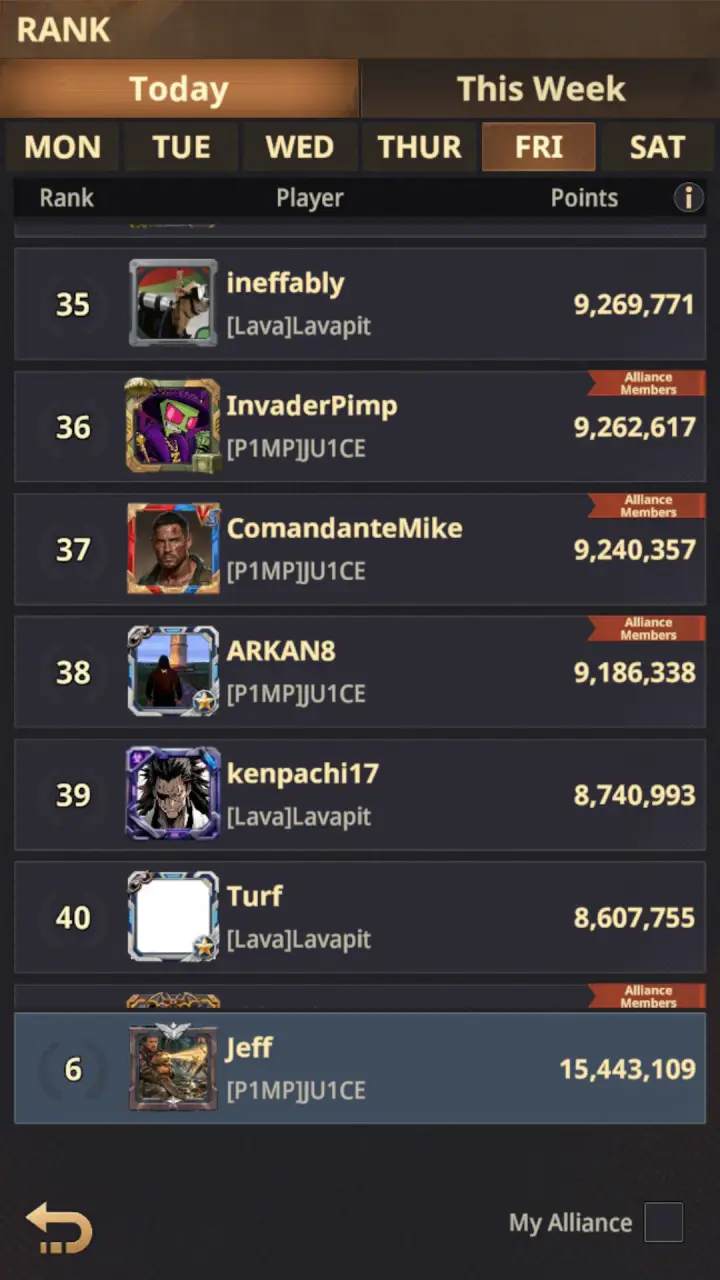 RANK
Today
This Week
MON
TUE
WED
THUR
FRI
SAT
Rank
Player
Points
i
35
ineffably
[Lava]Lavapit
9,269,771
36
InvaderPimp
[P1MP]JU1CE
Alliance
Members
9,262,617
37
ComandanteMike
[P1MP]JU1CE
Alliance
Members
9,240,357
38
ARKAN8
[P1MP]JU1CE
Alliance
Members
9,186,338
39
kenpachi17
[Lava]Lavapit
8,740,993
40
Turf
[Lava]Lavapit
8,607,755
Alliance
Members
6
Jeff
[P1MP]JU1CE
15,443,109
My Alliance